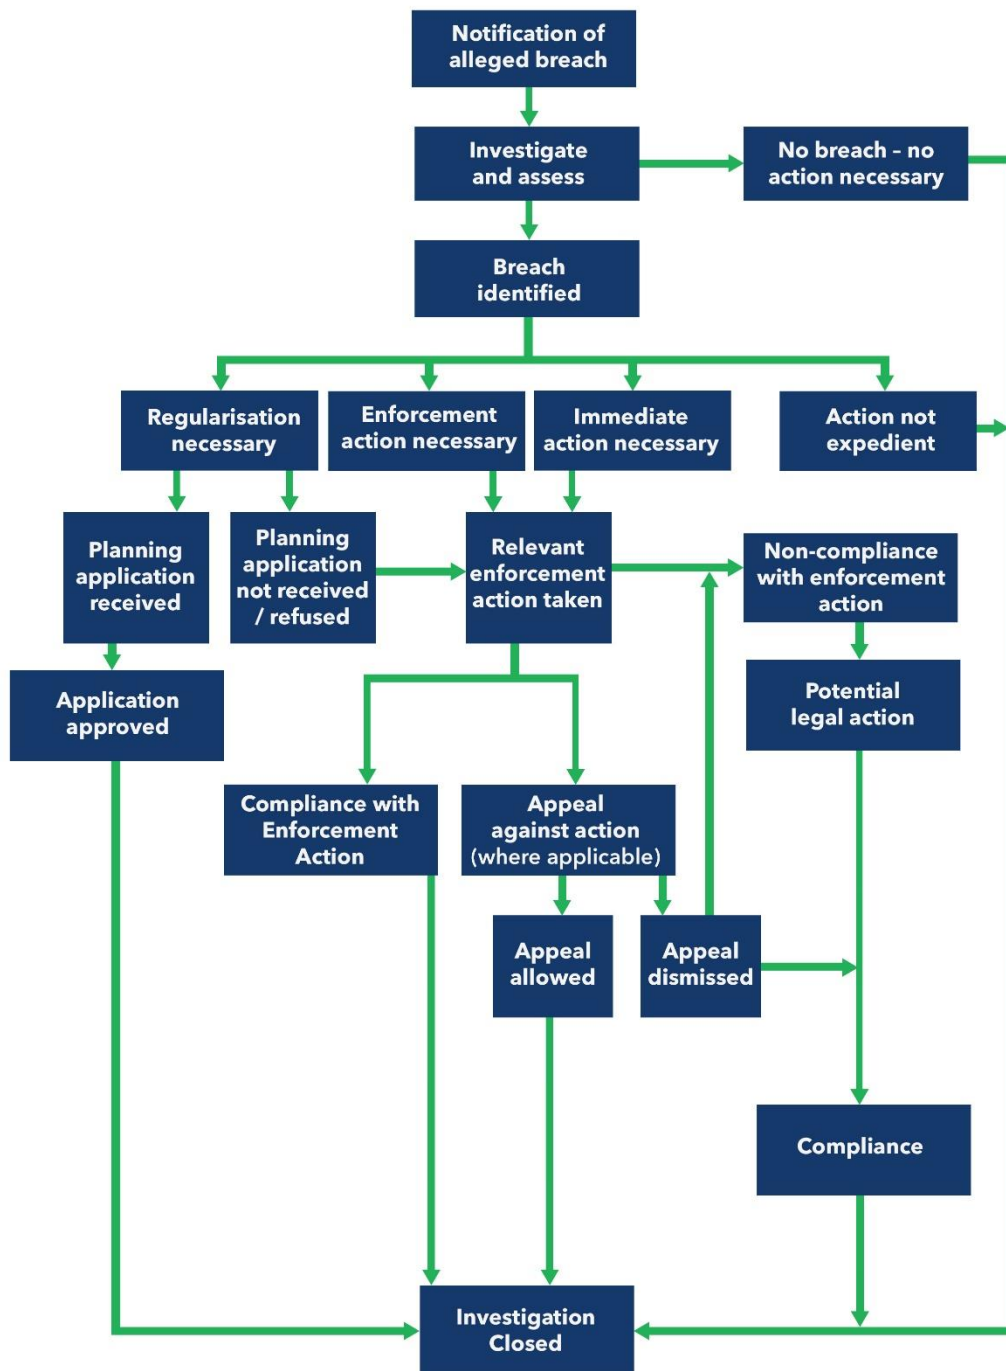 Notification of
alleged breach
Investigate
and assess
No breach – no
action necessary
Breach
identified
Regularisation
necessary
Enforcement
action necessary
Immediate
action necessary
Action not
expedient
Planning
application
received
Planning
application
not received
/ refused
Relevant
enforcement
action taken
Non-compliance
with enforcement
action
Application
approved
Potential
legal action
Compliance with
Enforcement
Action
Appeal
against action
(where applicable)
Appeal
allowed
Appeal
dismissed
Compliance
Investigation
Closed